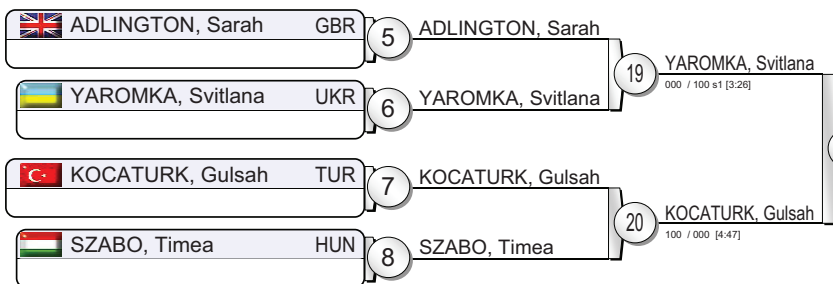 ADLINGTON, Sarah GBR
5
ADLINGTON, Sarah
YAROMKA, Svitlana UKR
6
YAROMKA, Svitlana
19
YAROMKA, Svitlana
000 / 100 s1 [3:26]
KOCATURK, Gulsah TUR
7
KOCATURK, Gulsah
SZABO, Timea HUN
8
SZABO, Timea
20
KOCATURK, Gulsah
100 / 000 [4:47]